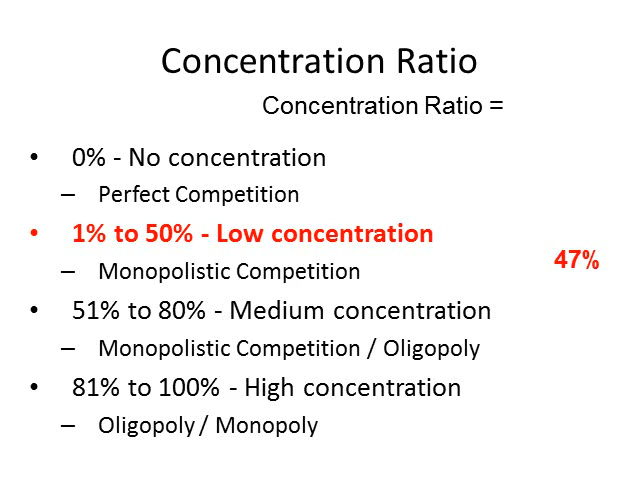 Concentration Ratio
Concentration Ratio =
• 0% - No concentration
– Perfect Competition
• 1% to 50% - Low concentration
47%
– Monopolistic Competition
• 51% to 80% - Medium concentration
– Monopolistic Competition / Oligopoly
• 81% to 100% - High concentration
– Oligopoly / Monopoly